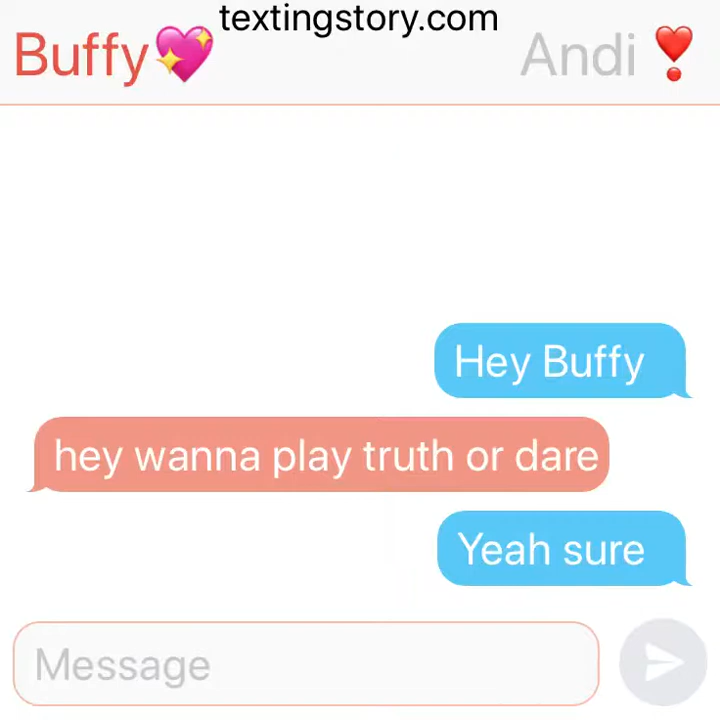 textingstory.com
Buffy💖 Andi ❣️
Hey Buffy
hey wanna play truth or dare
Yeah sure
Message